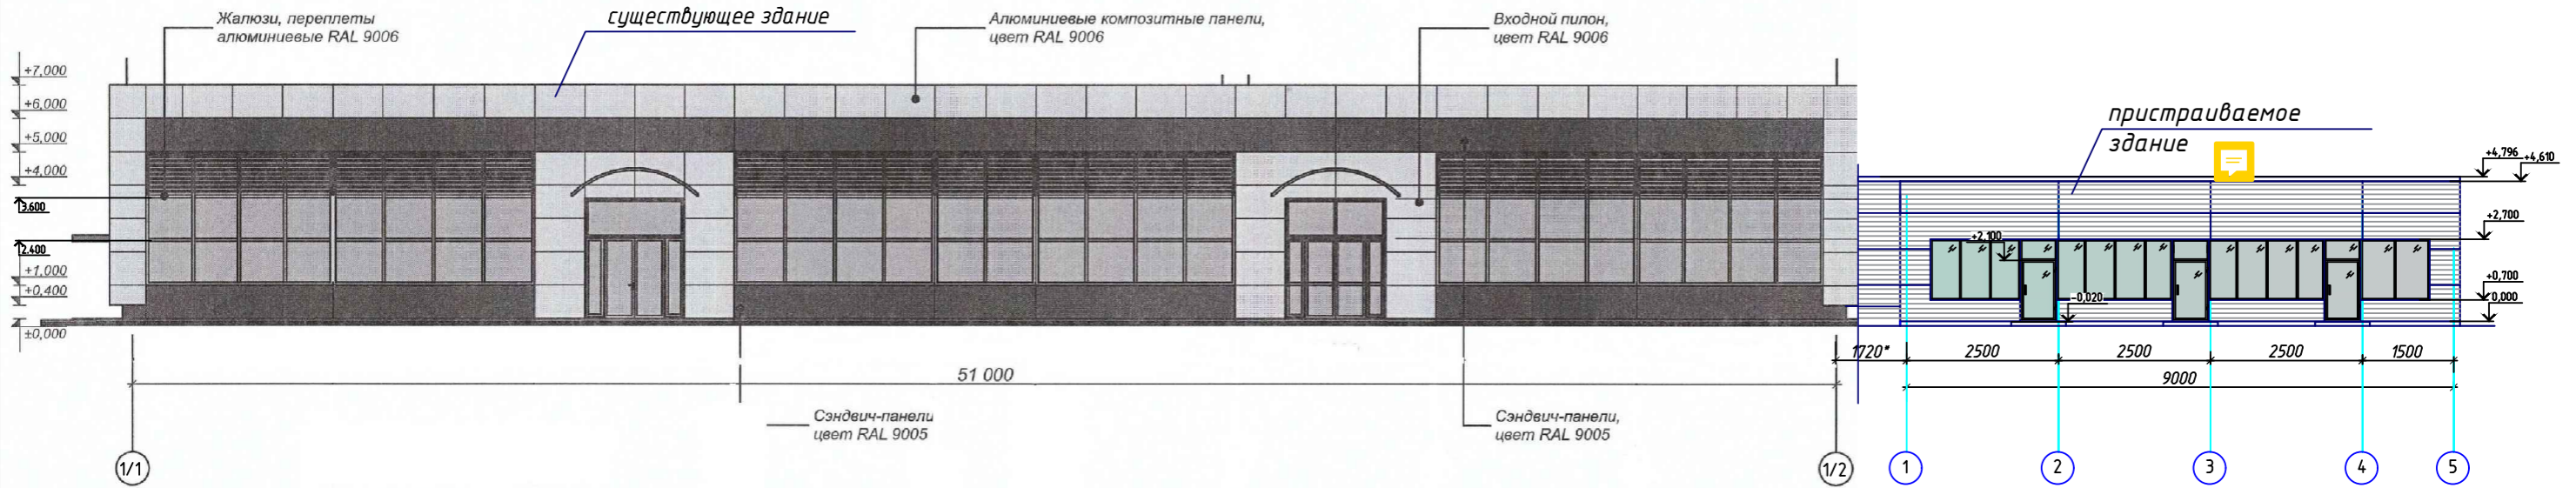 Жалюзи, переплеты
алюминиевые RAL 9006
существующее здание
Алюминиевые композитные панели,
цвет RAL 9006
Входной пилон,
цвет RAL 9006
пристраиваемое
здание
+7,000
+6,000
+5,000
+4,000
3.600
2.400
+1,000
+0,400
±0,000
+4,796
+4,610
+2,700
+2,100
+0,700
0,000
-0,020
1720*
2500
2500
2500
1500
51 000
9000
Сэндвич-панели
цвет RAL 9005
Сэндвич-панели,
цвет RAL 9005
1/1
1/2
1
2
3
4
5